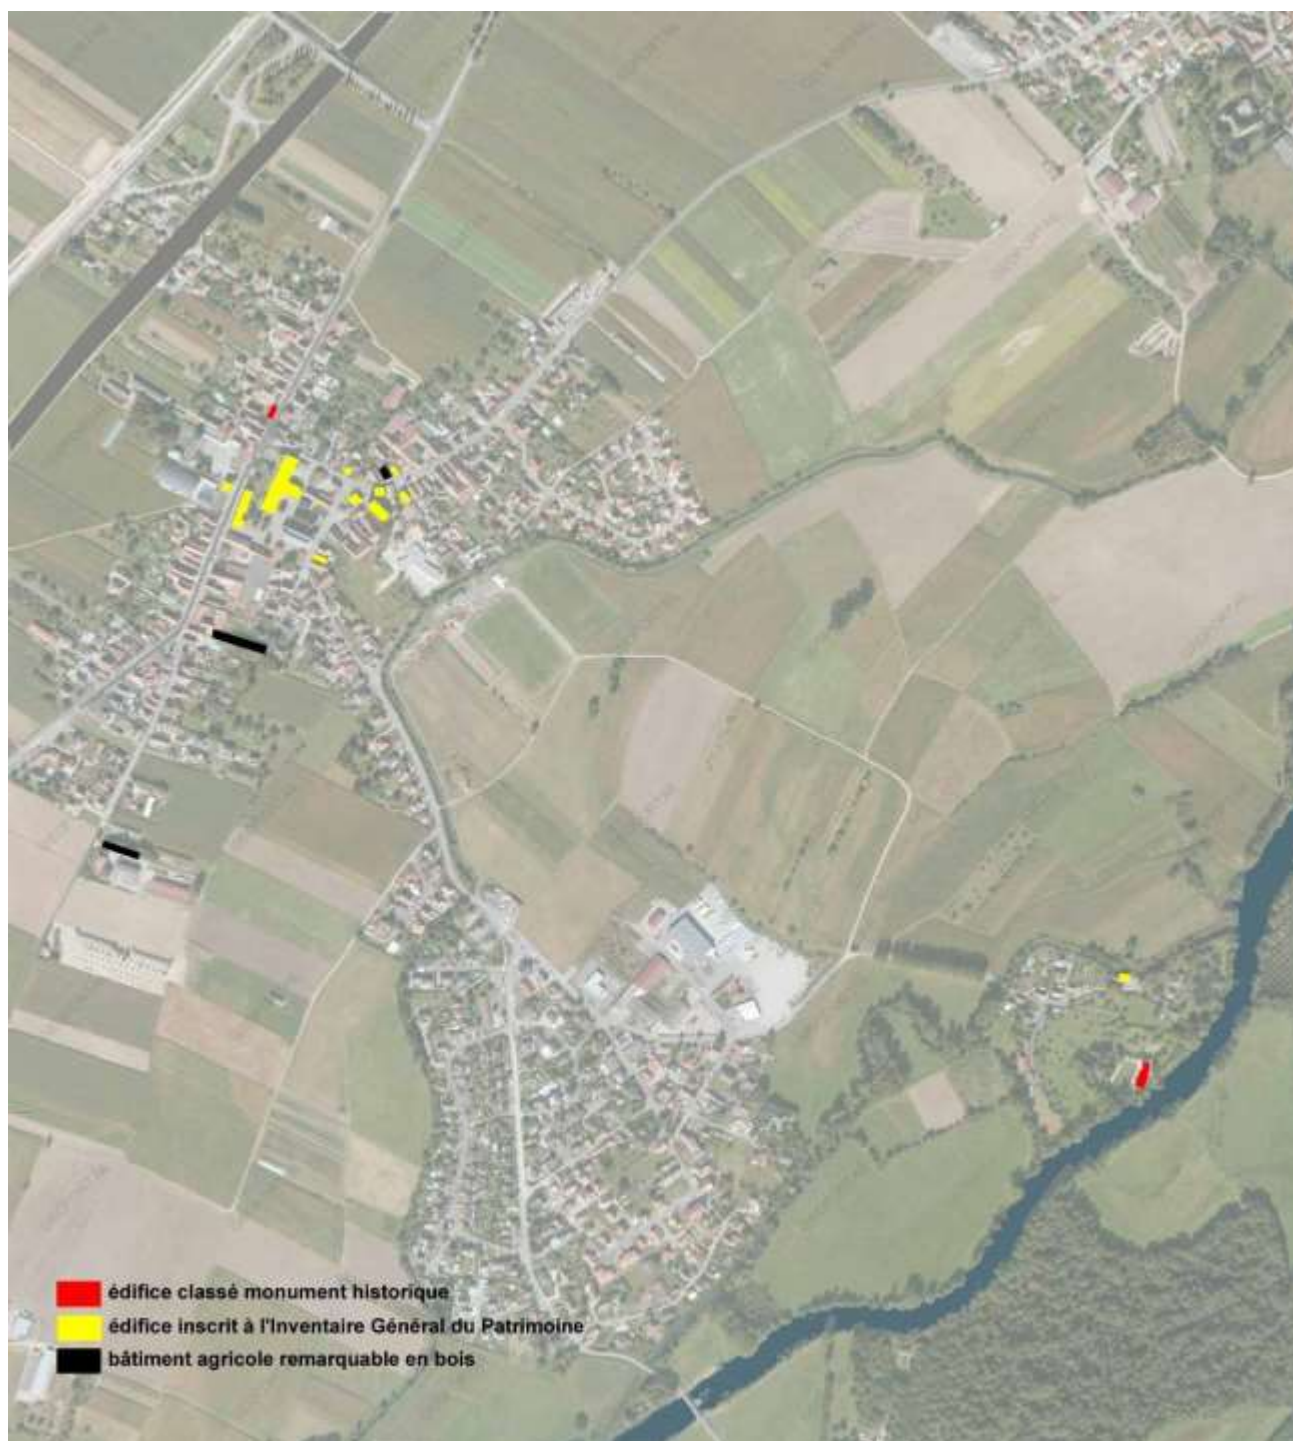 édifice classé monument historique
édifice inscrit à l'Inventaire Général du Patrimoine
bâtiment agricole remarquable en bois